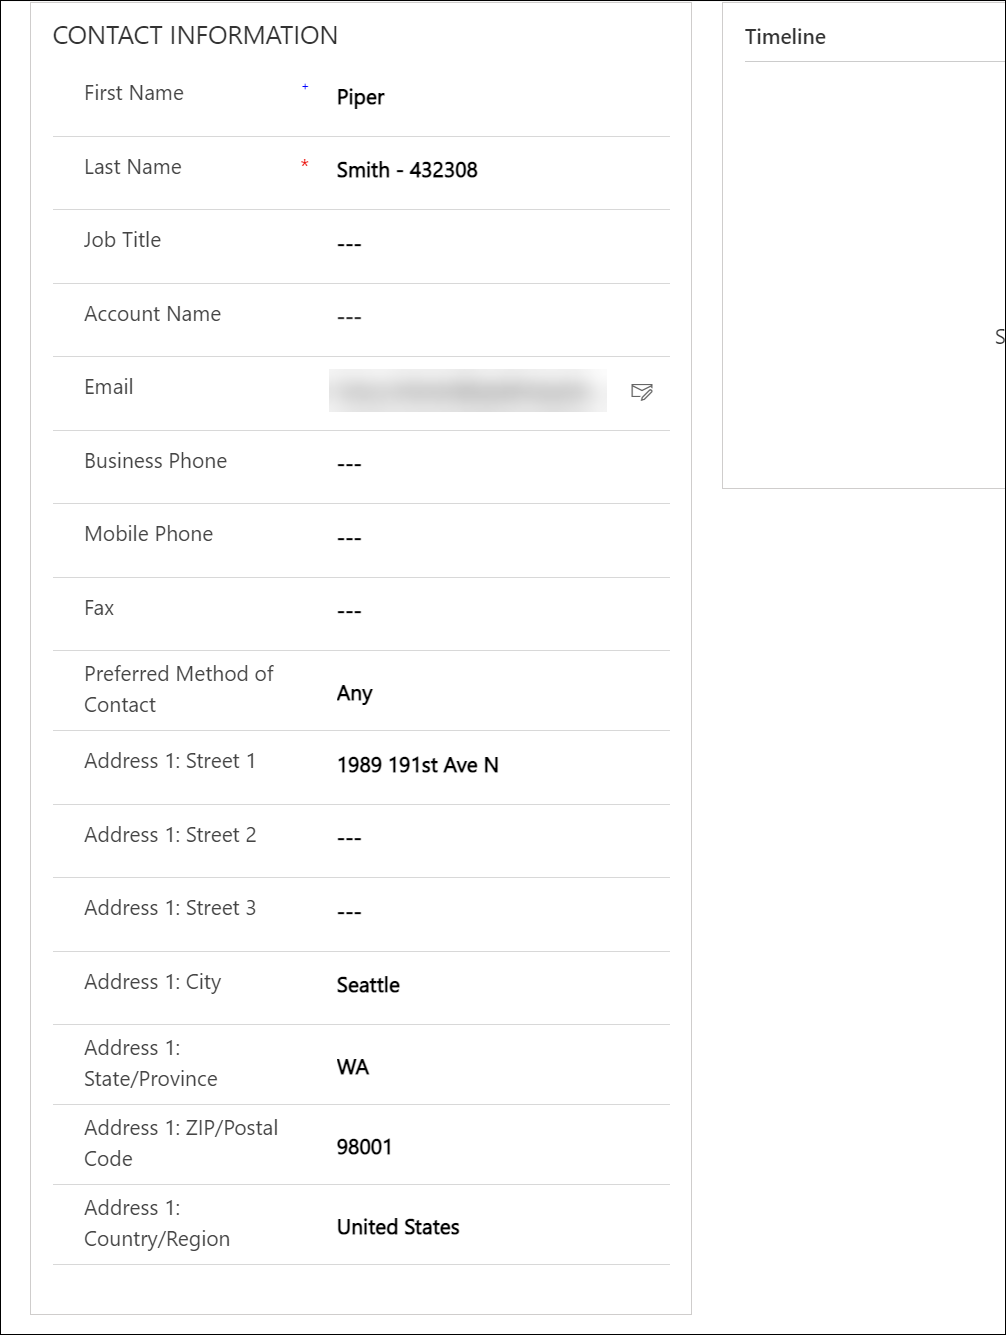 CONTACT INFORMATION
First Name + Piper
Last Name * Smith - 432308
Job Title ---
Account Name ---
Email
Business Phone ---
Mobile Phone ---
Fax ---
Preferred Method of
Contact
Any
Address 1: Street 1 1989 191st Ave N
Address 1: Street 2 ---
Address 1: Street 3 ---
Address 1: City Seattle
Address 1:
State/Province
WA
Address 1: ZIP/Postal
Code
98001
Address 1:
Country/Region
United States
Timeline
S